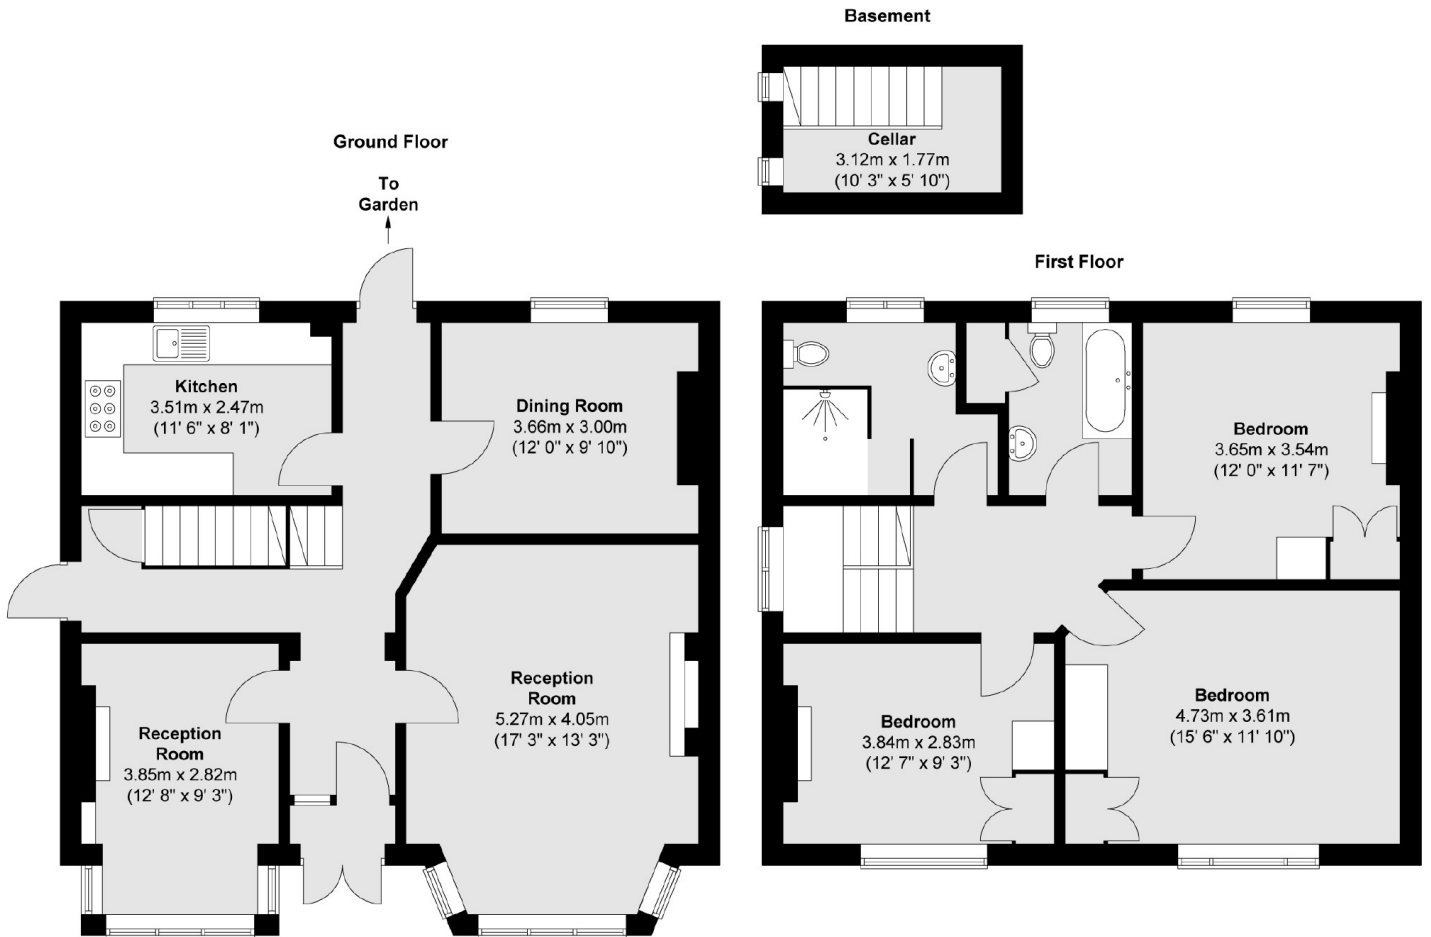 Basement
Cellar
3.12m x 1.77m
(10' 3" x 5' 10")
Ground Floor
To
Garden
Kitchen
3.51m x 2.47m
(11' 6" x 8' 1")
Dining Room
3.66m x 3.00m
(12' 0" x 9' 10")
Reception
Room
5.27m x 4.05m
(17' 3" x 13' 3")
Reception
Room
3.85m x 2.82m
(12' 8" x 9' 3")
First Floor
Bedroom
3.65m x 3.54m
(12' 0" x 11' 7")
Bedroom
4.73m x 3.61m
(15' 6" x 11' 10")
Bedroom
3.84m x 2.83m
(12' 7" x 9' 3")